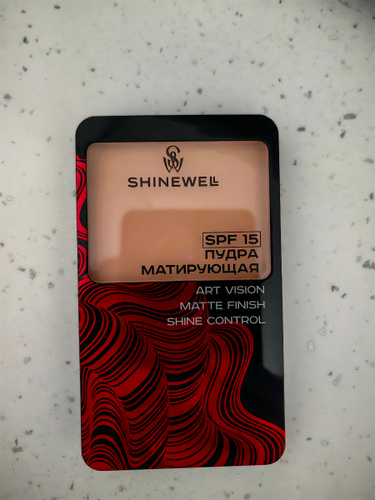 SHINEWELL
SPF 15
ПУДРА
МАТИРУЮЩАЯ
ART VISION
MATTE FINISH
SHINE CONTROL